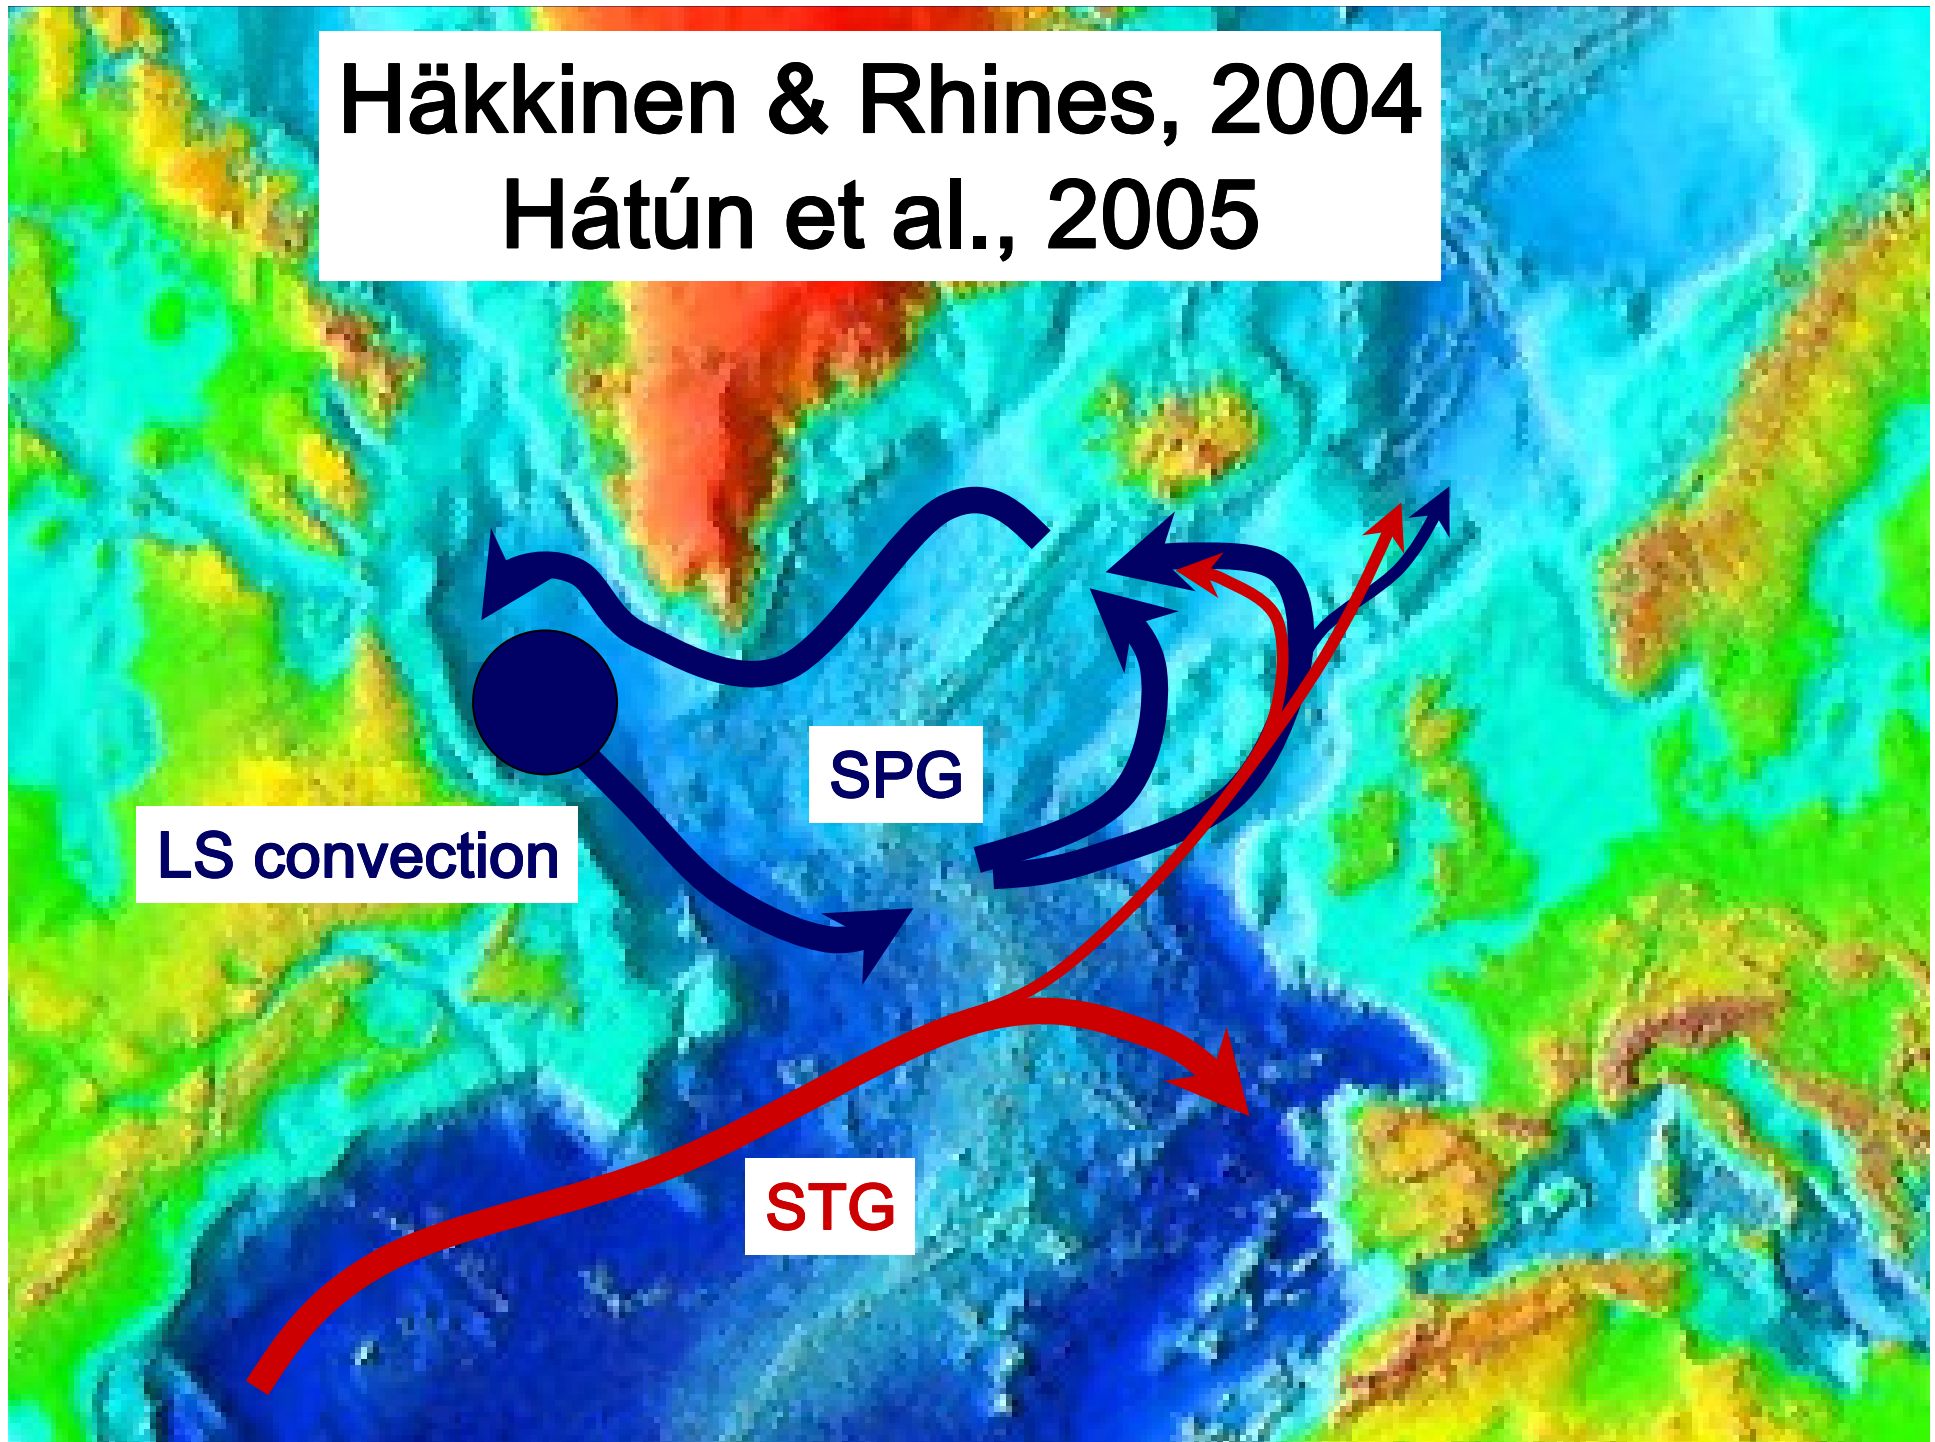 Häkkinen & Rhines, 2004
Hátún et al., 2005
SPG
LS convection
STG